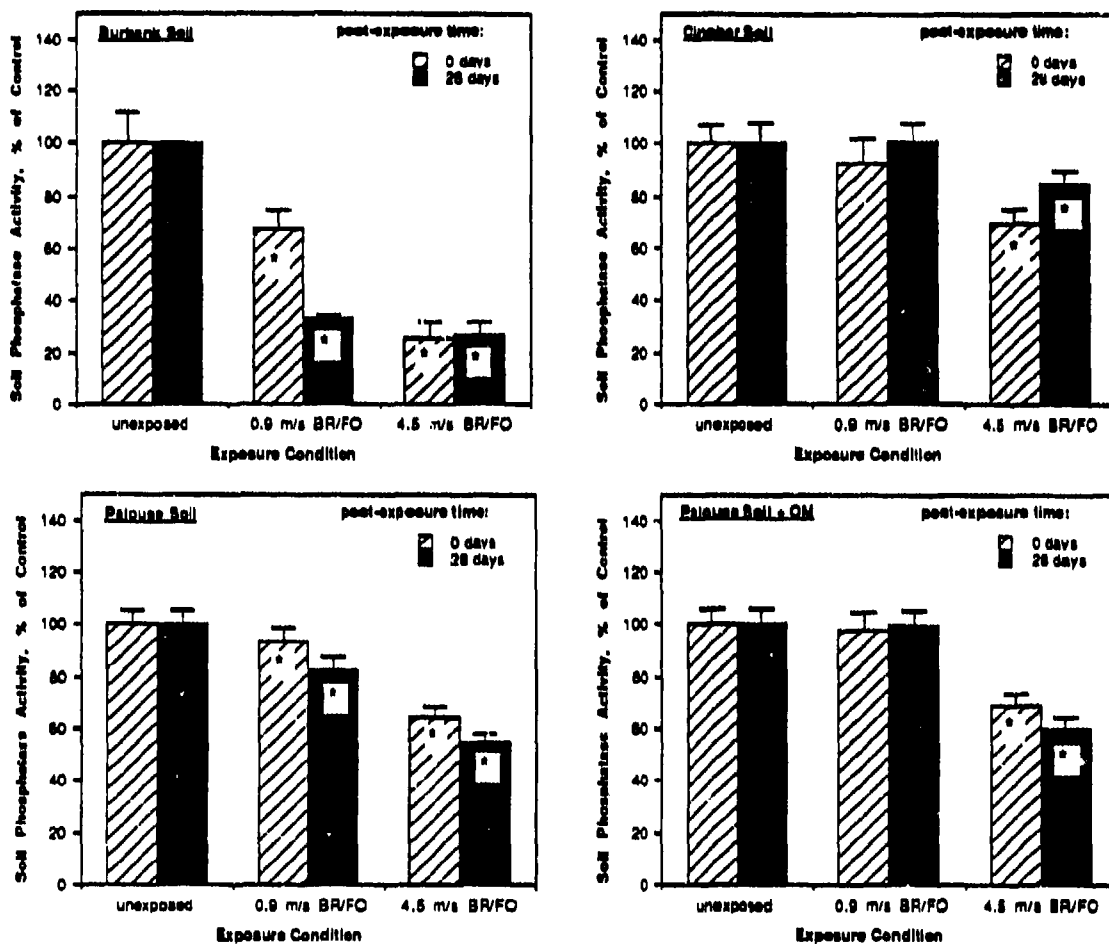 Burbank Soil
post-exposure time:
0 days
28 days
140
120
100
80
60
40
20
0
Soil Phosphatase Activity, % of Control
unexposed
0.9 m/s BR/FO
4.5 m/s BR/FO
Exposure Condition
Cinebar Soil
post-exposure time:
0 days
28 days
140
120
100
80
60
40
20
0
Soil Phosphatase Activity, % of Control
unexposed
0.9 m/s BR/FO
4.5 m/s BR/FO
Exposure Condition
Palouse Soil
post-exposure time:
0 days
28 days
140
120
100
80
60
40
20
0
Soil Phosphatase Activity, % of Control
unexposed
0.9 m/s BR/FO
4.5 m/s BR/FO
Exposure Condition
Palouse Soil + OM
post-exposure time:
0 days
28 days
140
120
100
80
60
40
20
0
Soil Phosphatase Activity, % of Control
unexposed
0.9 m/s BR/FO
4.5 m/s BR/FO
Exposure Condition